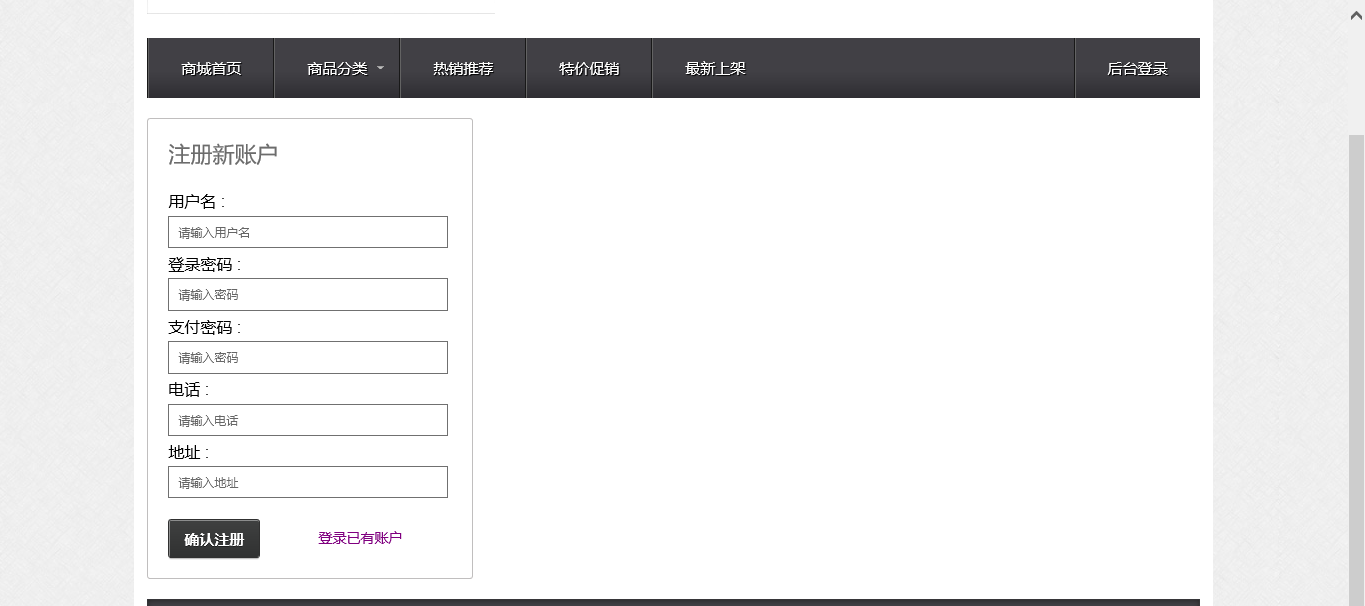 商城首页 商品分类 热销推荐 特价促销 最新上架 后台登录
注册新账户
用户名 :
请输入用户名
登录密码 :
请输入密码
支付密码 :
请输入密码
电话 :
请输入电话
地址 :
请输入地址
确认注册 登录已有账户